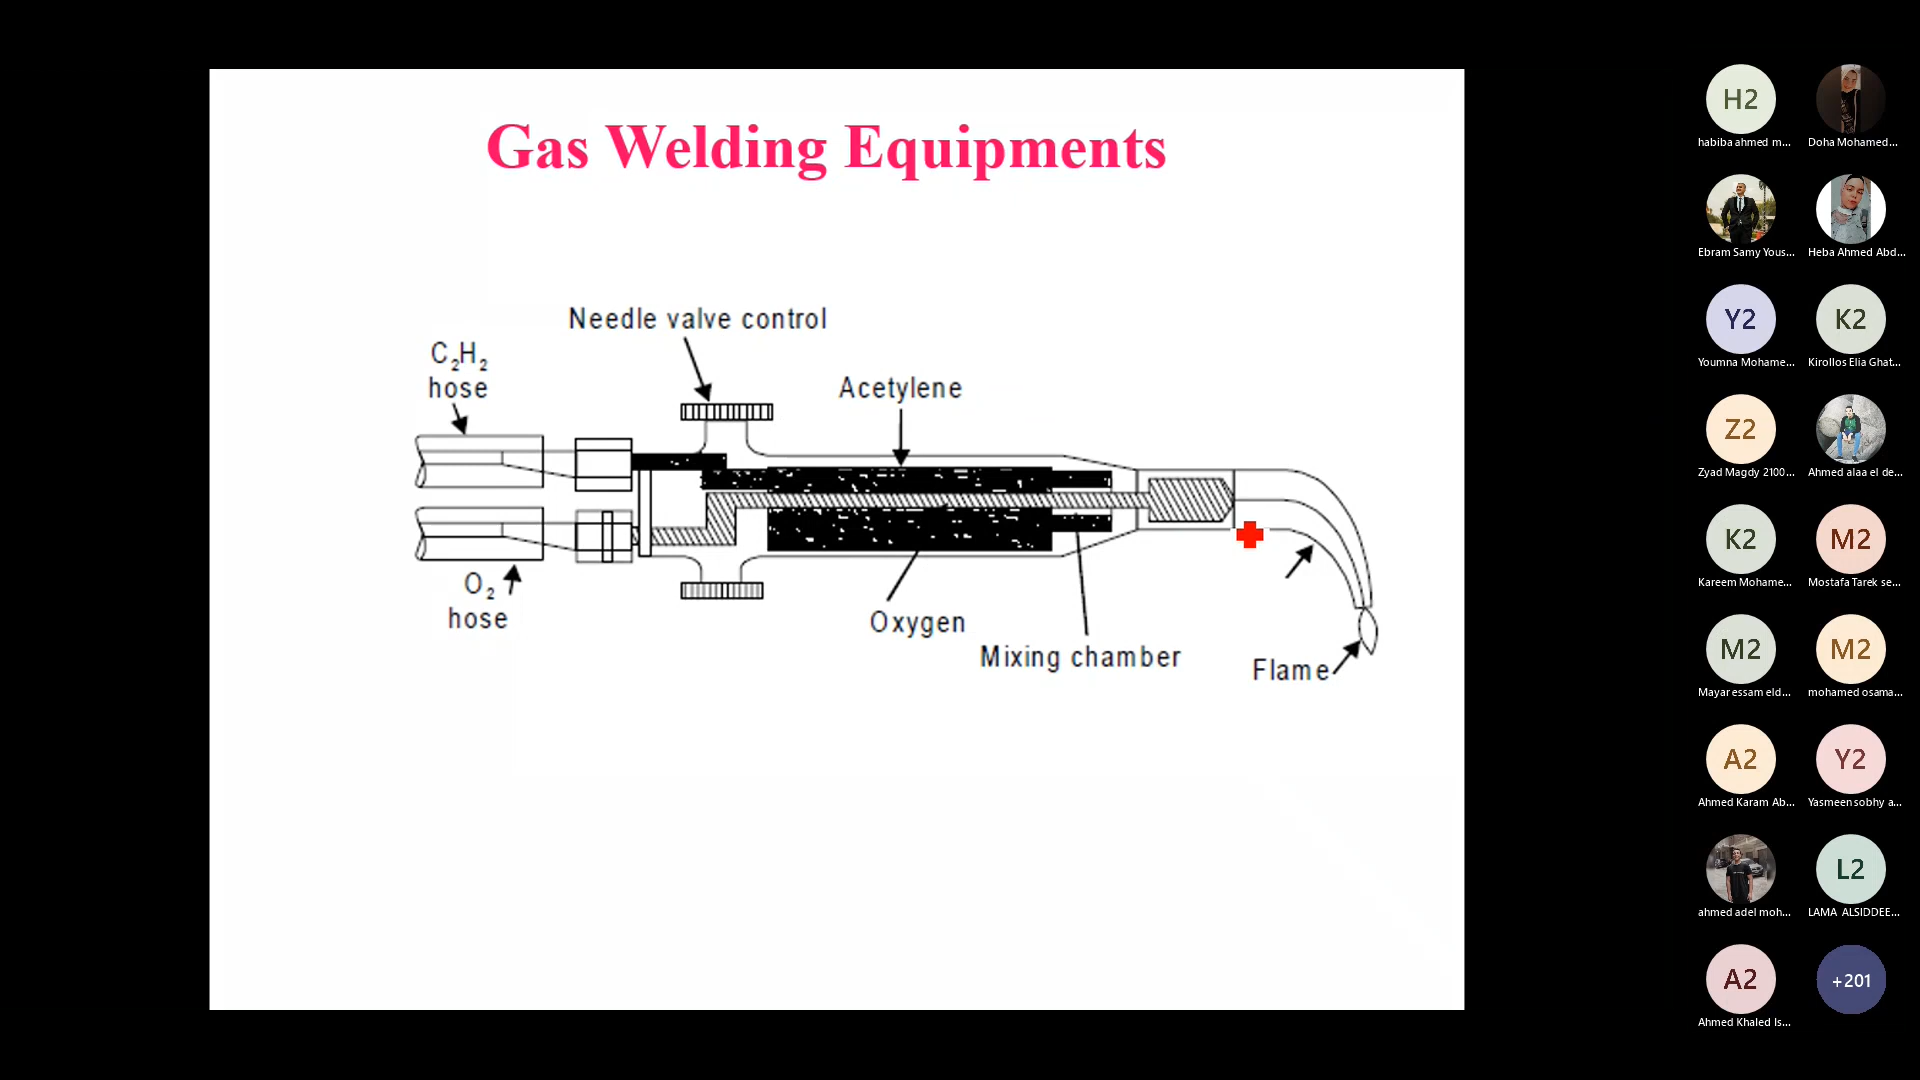 Gas Welding Equipments
Needle valve control
C2H2
hose
Acetylene
O2
hose
Oxygen
Mixing chamber
Flame
H2
habiba ahmed m...
Doha Mohamed...
Ebram Samy Yous...
Heba Ahmed Abd...
Y2
K2
Youmna Mohame...
Kirollos Elia Ghat...
Z2
Zyad Magdy 2100...
Ahmed alaa el de...
K2
M2
Kareem Mohame...
Mostafa Tarek se...
M2
M2
Mayar essam eld...
mohamed osama...
A2
Y2
Ahmed Karam Ab...
Yasmeen sobhy a...
L2
ahmed adel moh...
LAMA ALSIDDEE...
A2
+201
Ahmed Khaled Is...